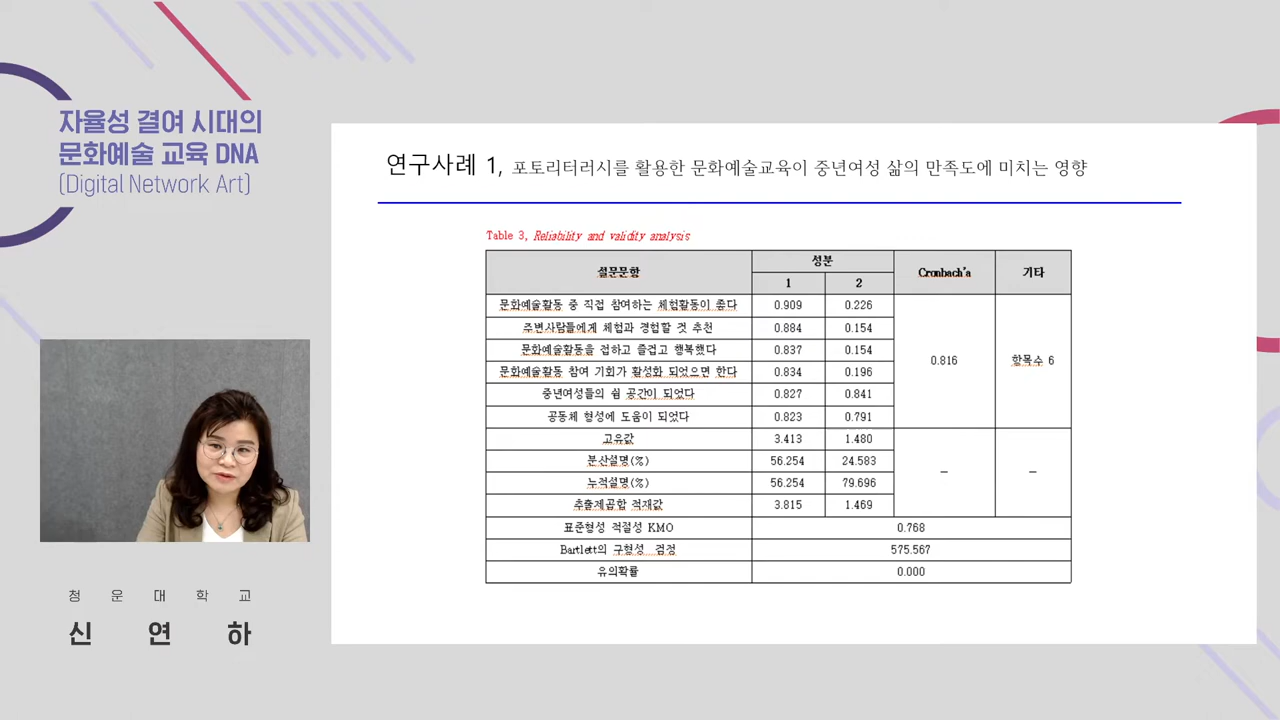 자율성 결여 시대의
문화예술 교육 DNA
(Digital Network Art)
청 운 대 학 교
신 연 하
연구사례 1, 포토리터러시를 활용한 문화예술교육이 중년여성 삶의 만족도에 미치는 영향
Table 3, Reliability and validity analysis
설문문항 성분 Cronbach'a 기타
1 2
문화예술활동 중 직접 참여하는 체험활동이 좋다 0.909 0.226
주변사람들에게 체험과 경험할 것 추천 0.884 0.154
문화예술활동을 접하고 즐겁고 행복했다 0.837 0.154
0.816 항목수 6
문화예술활동 참여 기회가 활성화 되었으면 한다 0.834 0.196
중년여성들의 쉼 공간이 되었다 0.827 0.841
공동체 형성에 도움이 되었다 0.823 0.791
고유값 3.413 1.480
분산설명(%) 56.254 24.583
– –
누적설명(%) 56.254 79.696
추출제곱합 적재값 3.815 1.469
표준형성 적절성 KMO 0.768
Bartlett의 구형성 검정 575.567
유의확률 0.000